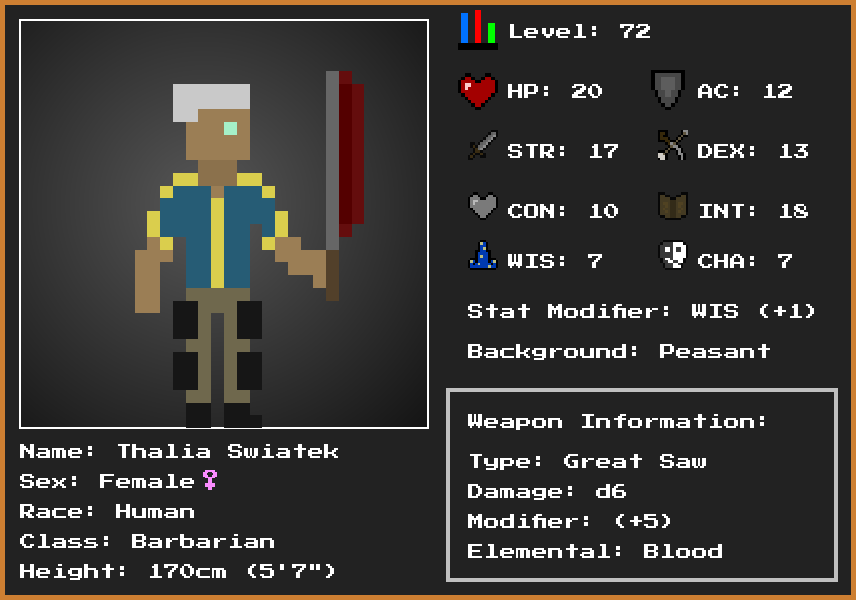 Level: 72
HP: 20 AC: 12
STR: 17 DEX: 13
CON: 10 INT: 18
WIS: 7 CHA: 7
Stat Modifier: WIS (+1)
Background: Peasant
Weapon Information:
Type: Great Saw
Damage: d6
Modifier: (+5)
Elemental: Blood
Name: Thalia Swiatek
Sex: Female♀
Race: Human
Class: Barbarian
Height: 170cm (5'7")